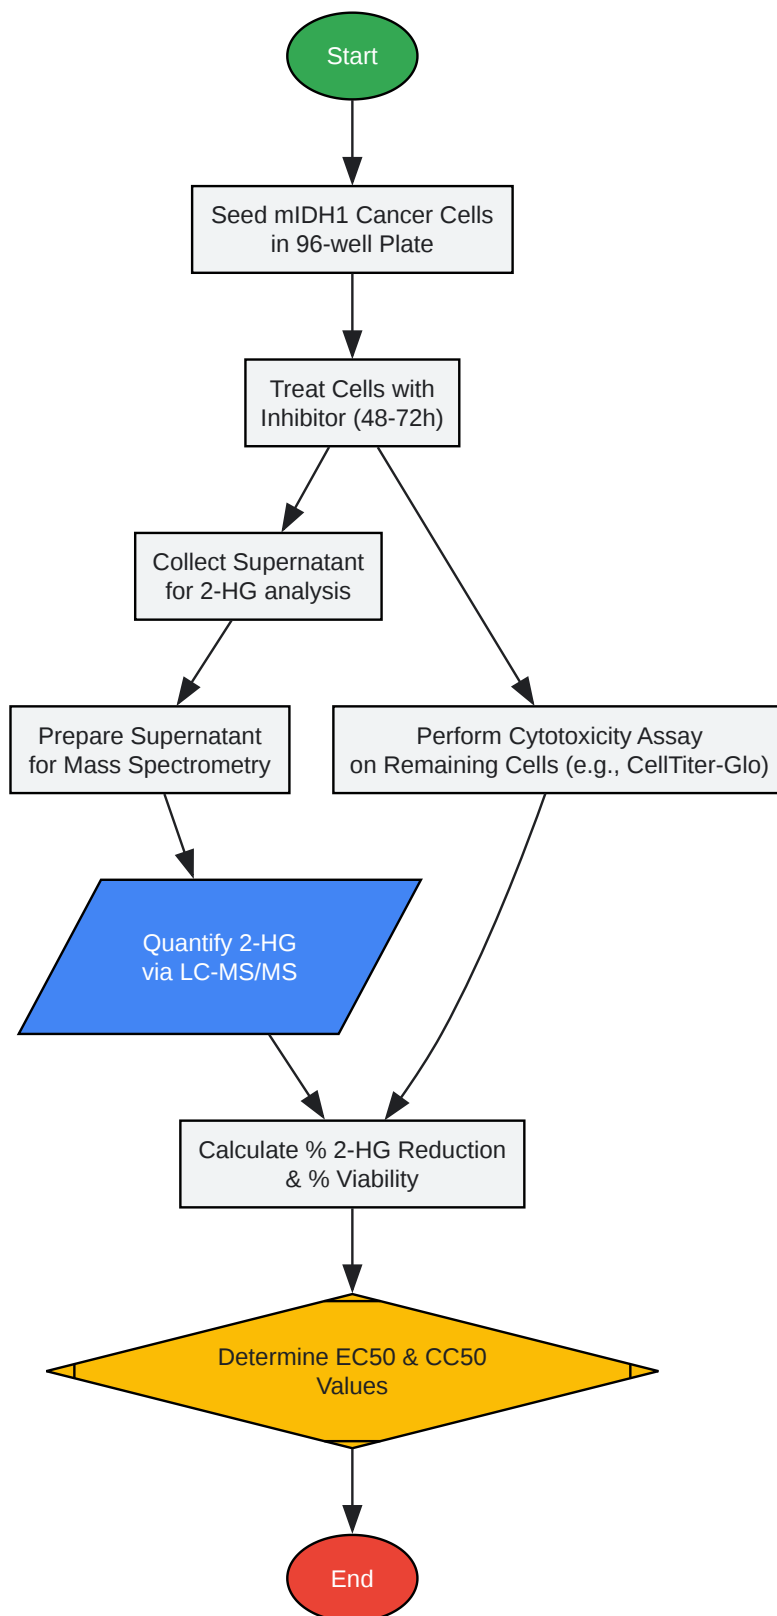 Start
Seed mIDH1 Cancer Cells
in 96-well Plate
Treat Cells with
Inhibitor (48-72h)
Collect Supernatant
for 2-HG analysis
Prepare Supernatant
for Mass Spectrometry
Perform Cytotoxicity Assay
on Remaining Cells (e.g., CellTiter-Glo)
Quantify 2-HG
via LC-MS/MS
Calculate % 2-HG Reduction
& % Viability
Determine EC50 & CC50
Values
End